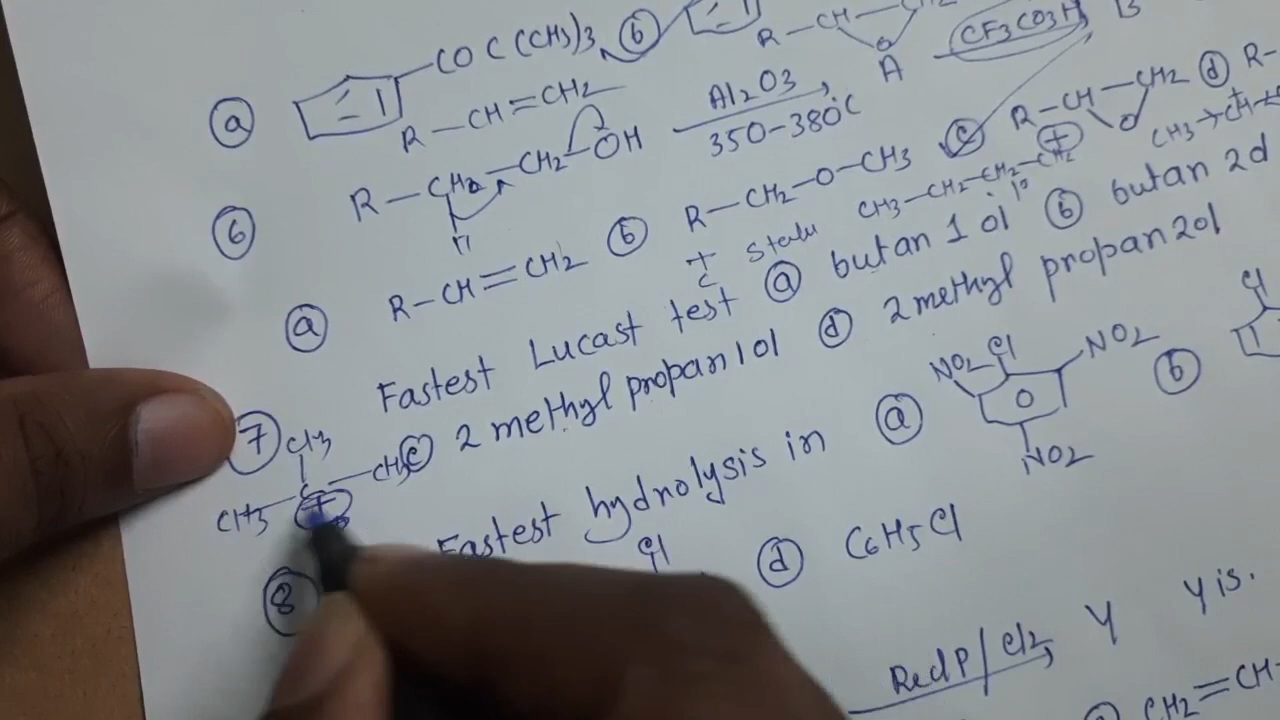 COC(CH3)3 ⓑ R—CH—O
ⓐ R—CH=CH2 A CF3CO3H B
⑥ R—CH2—CH2—OH Al2O3 350-380°C ⓒ R—CH—CH2 O ⓓ R-
H
ⓐ R-CH=CH2 ⓑ R—CH2—O—CH3
CH3-CH2-CH2-CH2 + 1°
C+
⑦ Fastest Lucast test ⓐ butan 1 ol ⓑ butan 2
ⓒ 2 methyl propan 1 ol ⓓ 2 methyl propan 2 ol
CH3
CH3 C CH3 +
⑧ Fastest hydrolysis in ⓐ NO2 Cl NO2 NO2 ⓑ Cl
Cl ⓓ C6H5Cl
Red P/Cl2 Y Y is.
CH2=CH-